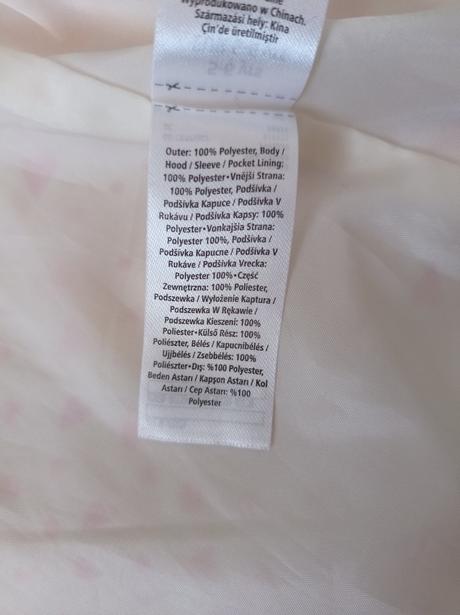 Wyprodukowano w Chinach.
Származási hely: Kína
Çin'de üretilmiştir
Outer: 100% Polyester, Body /
Hood / Sleeve / Pocket Lining:
100% Polyester•Vnější Strana:
100% Polyester, Podšívka /
Podšívka Kapuce / Podšívka V
Rukávu / Podšívka Kapsy: 100%
Polyester•Vonkajšia Strana:
Polyester 100%, Podšívka /
Podšívka Kapucne / Podšívka V
Rukáve / Podšívka Vrecka:
Polyester 100%•Część
Zewnętrzna: 100% Poliester,
Podszewka / Wyłożenie Kaptura /
Podszewka W Rękawie /
Podszewka Kieszeni: 100%
Poliester•Külső Rész: 100%
Poliészter, Bélés / Kapucnibélés /
Ujjbélés / Zsebbélés: 100%
Poliészter•Dış: %100 Polyester,
Beden Astarı / Kapşon Astarı / Kol
Astarı / Cep Astarı: %100
Polyester